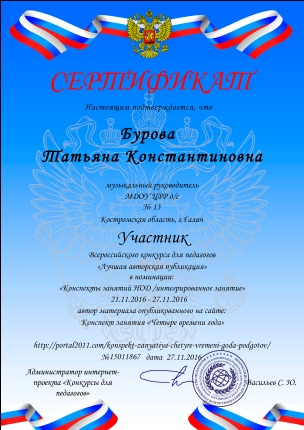 СЕРТИФИКАТ
Настоящим подтверждается, что
Бурова
Татьяна Константиновна
музыкальный руководитель
МДОУ ЦРР д/с
№ 13
Костромская область, г.Галич
Участник
Всероссийского конкурса для педагогов
«Лучшая авторская публикация»
в номинации:
«Конспекты занятий НОД /интегрированное занятие»
21.11.2016 - 27.11.2016
автор материала опубликованного на сайте:
Конспект занятия «Четыре времени года»
http://portal2011.com/konspekt-zanyatiya-chetyre-vremeni-goda-podgotov/
№15011867 дата 27.11.2016
Администратор интернет-
проекта «Конкурсы для
педагогов»
Васильев С. Ю.